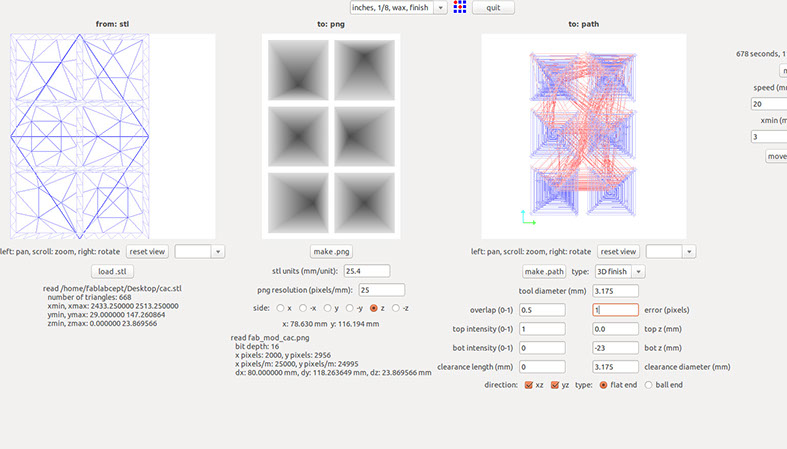 inches, 1/8, wax, finish
quit
from: stl
to: png
to: path
left: pan, scroll: zoom, right: rotate
reset view
load .stl
read /home/fablabcept/Desktop/cac.stl
number of triangles: 668
xmin, xmax: 2433.250000 2513.250000
ymin, ymax: 29.000000 147.260864
zmin, zmax: 0.000000 23.869566
make .png
stl units (mm/unit): 25.4
png resolution (pixels/mm): 25
side: x -x y -y z -z
x: 78.630 mm y: 116.194 mm
read fab_mod_cac.png
bit depth: 16
x pixels: 2000, y pixels: 2956
x pixels/m: 25000, y pixels/m: 24995
dx: 80.000000 mm, dy: 118.263649 mm, dz: 23.869566 mm
left: pan, scroll: zoom, right: rotate
reset view
make .path type: 3D finish
tool diameter (mm) 3.175
overlap (0-1) 0.5 1 error (pixels)
top intensity (0-1) 1 0.0 top z (mm)
bot intensity (0-1) 0 -23 bot z (mm)
clearance length (mm) 0 3.175 clearance diameter (mm)
direction: xz yz type: flat end ball end
678 seconds, 1
m
speed (m
20
xmin (m
3
move